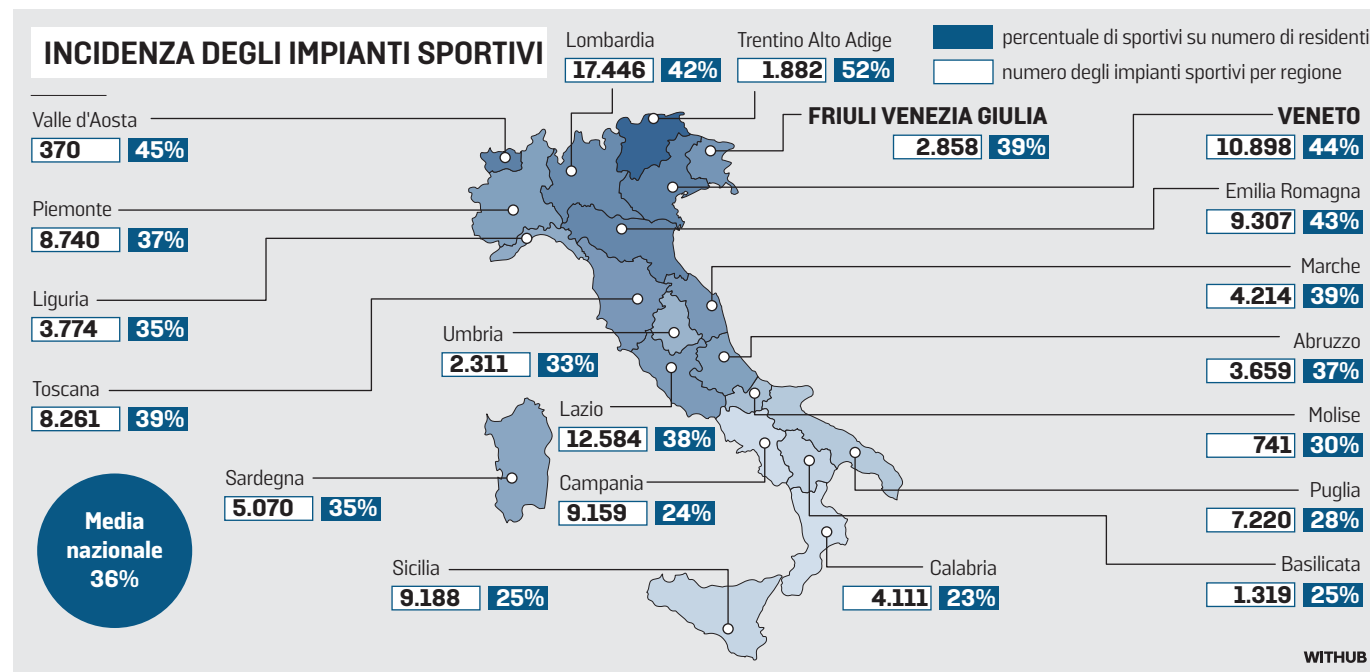 INCIDENZA DEGLI IMPIANTI SPORTIVI
percentuale di sportivi su numero di residenti
numero degli impianti sportivi per regione
Lombardia
17.446 42%
Trentino Alto Adige
1.882 52%
FRIULI VENEZIA GIULIA
2.858 39%
VENETO
10.898 44%
Valle d'Aosta
370 45%
Piemonte
8.740 37%
Liguria
3.774 35%
Toscana
8.261 39%
Emilia Romagna
9.307 43%
Marche
4.214 39%
Umbria
2.311 33%
Abruzzo
3.659 37%
Lazio
12.584 38%
Molise
741 30%
Sardegna
5.070 35%
Campania
9.159 24%
Puglia
7.220 28%
Sicilia
9.188 25%
Calabria
4.111 23%
Basilicata
1.319 25%
Media
nazionale
36%
WITHUB